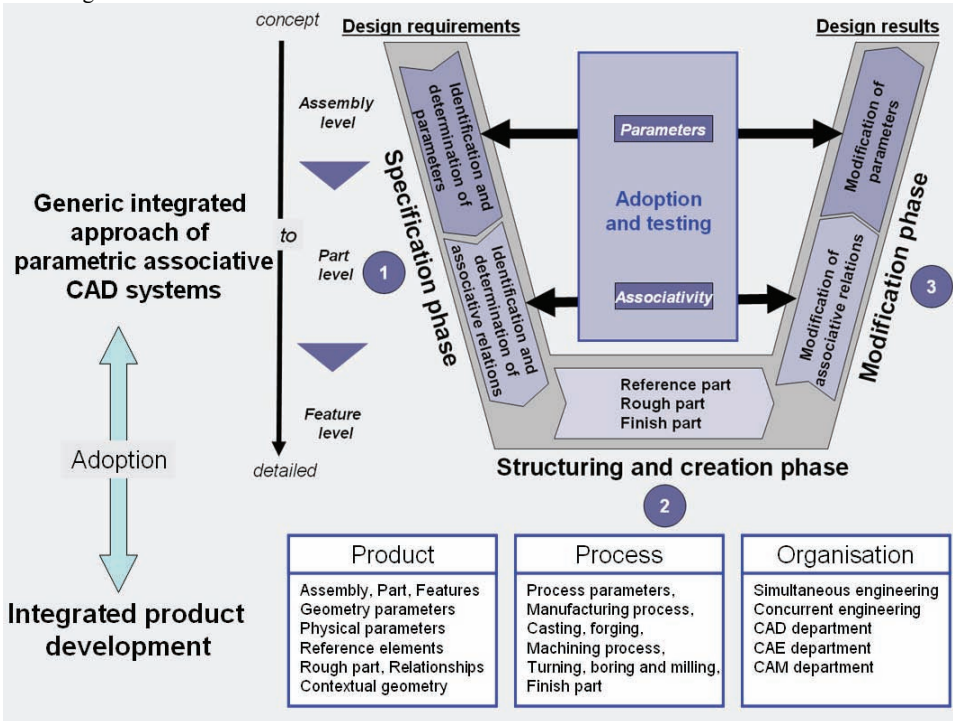 concept
Design requirements
Design results
Assembly
level
Identification and
determination of
parameters
Parameters
Modification of
parameters
Specification phase
Adoption
and testing
Modification phase
Generic integrated
approach of
parametric associative
CAD systems
to
Part
level
1
Identification and
determination of
associative relations
Associativity
Modification of
associative relations
3
Reference part
Rough part
Finish part
Feature
level
detailed
Adoption
Structuring and creation phase
2
Integrated product
development
Product
Assembly, Part, Features
Geometry parameters
Physical parameters
Reference elements
Rough part, Relationships
Contextual geometry
Process
Process parameters,
Manufacturing process,
Casting, forging,
Machining process,
Turning, boring and milling,
Finish part
Organisation
Simultaneous engineering
Concurrent engineering
CAD department
CAE department
CAM department